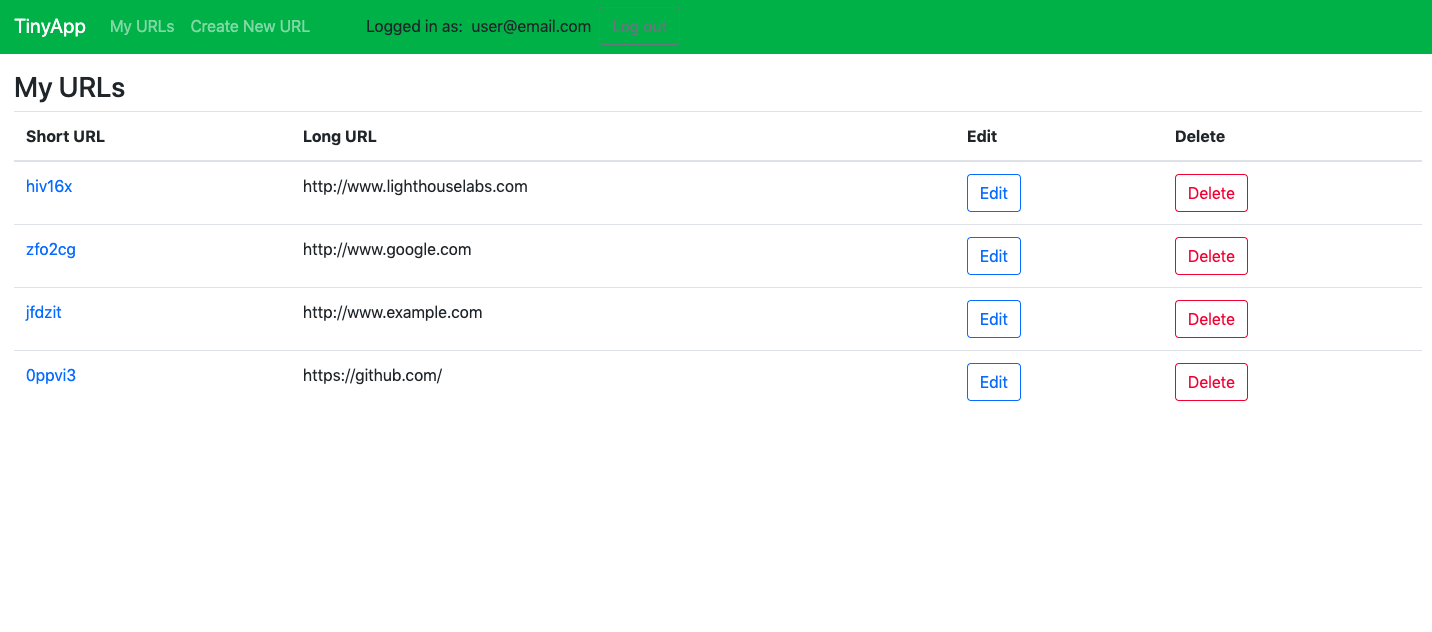 TinyApp My URLs Create New URL Logged in as: user@email.com Log out
My URLs
Short URL Long URL Edit Delete
hiv16x http://www.lighthouselabs.com Edit Delete
zfo2cg http://www.google.com Edit Delete
jfdzit http://www.example.com Edit Delete
0ppvi3 https://github.com/ Edit Delete